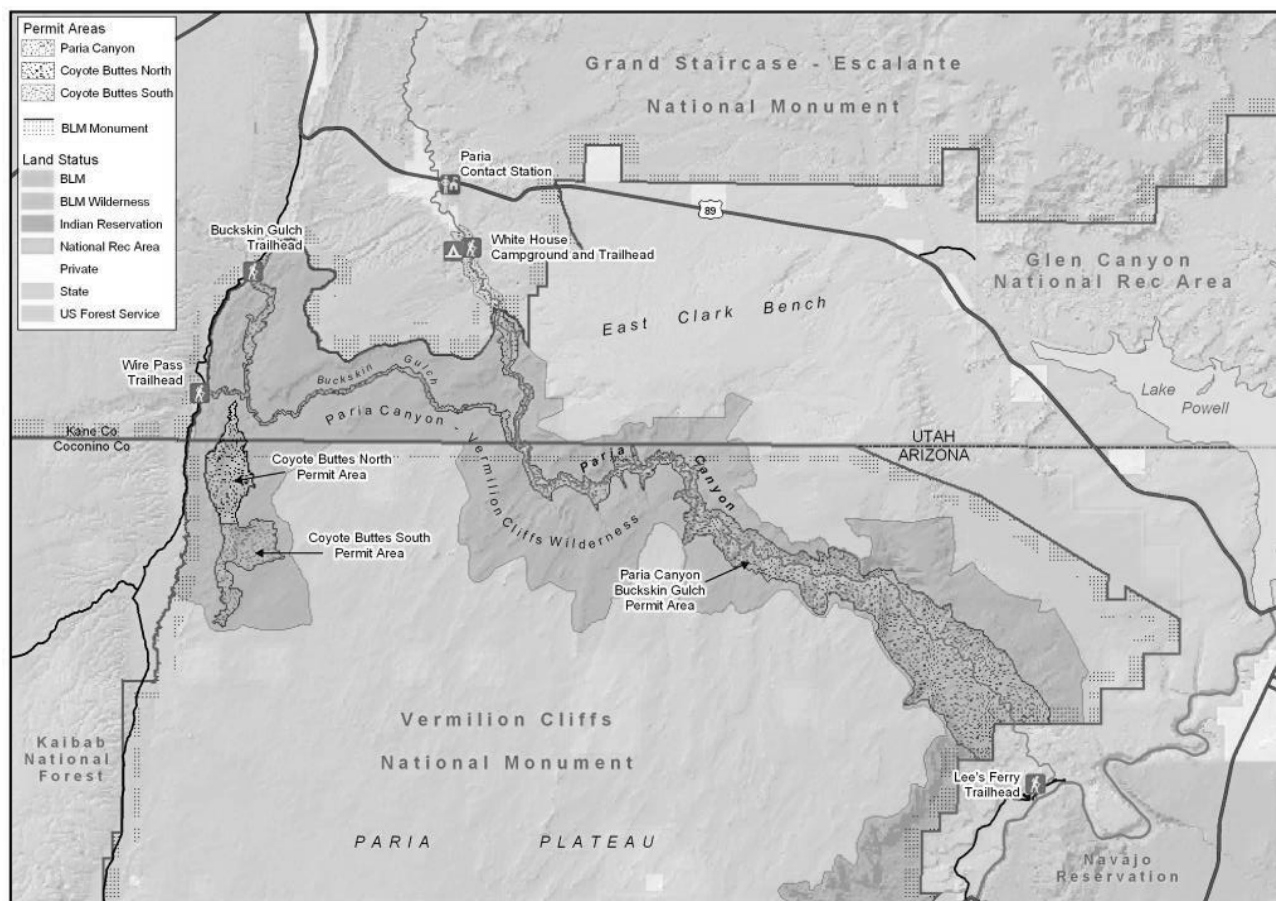 Permit Areas
Paria Canyon
Coyote Buttes North
Coyote Buttes South
BLM Monument
Land Status
BLM
BLM Wilderness
Indian Reservation
National Rec Area
Private
State
US Forest Service
Grand Staircase - Escalante
National Monument
Paria
Contact Station
89
Buckskin Gulch
Trailhead
White House
Campground and Trailhead
Glen Canyon
National Rec Area
East Clark Bench
Wire Pass
Trailhead
Buckskin Gulch
Lake
Powell
Paria Canyon - Vermilion Cliffs Wilderness
Kane Co
Coconino Co
UTAH
ARIZONA
Paria Canyon
Coyote Buttes North
Permit Area
Coyote Buttes South
Permit Area
Paria Canyon
Buckskin Gulch
Permit Area
Vermilion Cliffs
National Monument
Kaibab
National
Forest
Lee's Ferry
Trailhead
PARIA PLATEAU
Navajo
Reservation